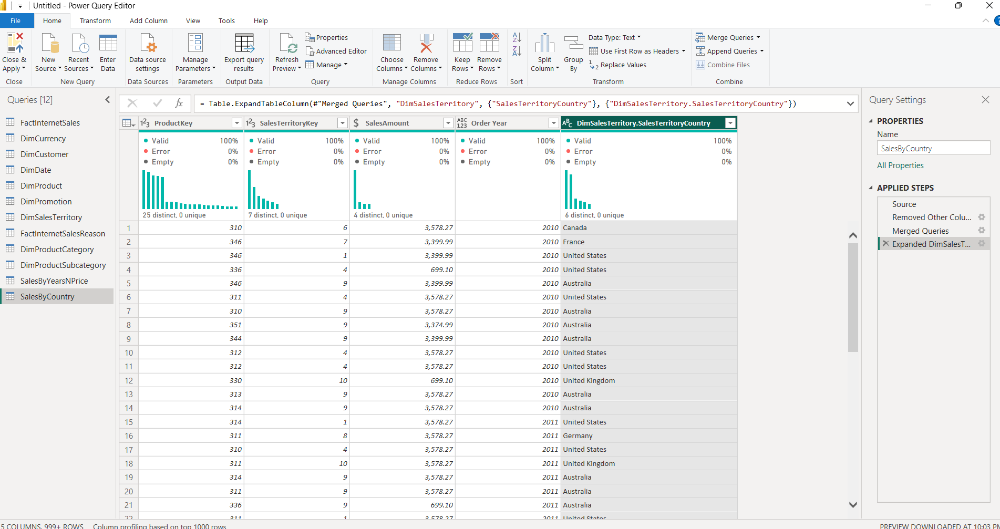 Untitled - Power Query Editor
File Home Transform Add Column View Tools Help
Close & Apply
Close
New Source
Recent Sources
Enter Data
New Query
Data source settings
Data Sources
Manage Parameters
Parameters
Export query results
Output Data
Refresh Preview
Properties
Advanced Editor
Manage
Query
Choose Columns
Remove Columns
Manage Columns
Keep Rows
Remove Rows
Reduce Rows
Sort
Split Column
Group By
Data Type: Text
Use First Row as Headers
Replace Values
Transform
Merge Queries
Append Queries
Combine Files
Combine
Queries [12]
FactInternetSales
DimCurrency
DimCustomer
DimDate
DimProduct
DimPromotion
DimSalesTerritory
FactInternetSalesReason
DimProductCategory
DimProductSubcategory
SalesByYearsNPrice
SalesByCountry
fx = Table.ExpandTableColumn(#"Merged Queries", "DimSalesTerritory", {"SalesTerritoryCountry"}, {"DimSalesTerritory.SalesTerritoryCountry"})
123 ProductKey 123 SalesTerritoryKey $ SalesAmount ABC 123 Order Year ABC DimSalesTerritory.SalesTerritoryCountry
Valid 100% Valid 100% Valid 100% Valid 100% Valid 100%
Error 0% Error 0% Error 0% Error 0% Error 0%
Empty 0% Empty 0% Empty 0% Empty 0% Empty 0%
25 distinct, 0 unique 7 distinct, 0 unique 4 distinct, 0 unique 6 distinct, 0 unique
1 310 6 3,578.27 2010 Canada
2 346 7 3,399.99 2010 France
3 346 1 3,399.99 2010 United States
4 336 4 699.10 2010 United States
5 346 9 3,399.99 2010 Australia
6 311 4 3,578.27 2010 United States
7 310 9 3,578.27 2010 Australia
8 351 9 3,374.99 2010 Australia
9 344 9 3,399.99 2010 Australia
10 312 4 3,578.27 2010 United States
11 312 4 3,578.27 2010 United States
12 330 10 699.10 2010 United Kingdom
13 313 9 3,578.27 2010 Australia
14 314 9 3,578.27 2010 Australia
15 314 1 3,578.27 2011 United States
16 311 8 3,578.27 2011 Germany
17 310 4 3,578.27 2011 United States
18 311 10 3,578.27 2011 United Kingdom
19 314 9 3,578.27 2011 Australia
20 311 9 3,578.27 2011 Australia
21 336 9 699.10 2011 Australia
22 311 1 3,578.27 2011 United States
Query Settings
PROPERTIES
Name
SalesByCountry
All Properties
APPLIED STEPS
Source
Removed Other Colu...
Merged Queries
Expanded DimSalesT...
5 COLUMNS, 999+ ROWS Column profiling based on top 1000 rows
PREVIEW DOWNLOADED AT 10:03 P